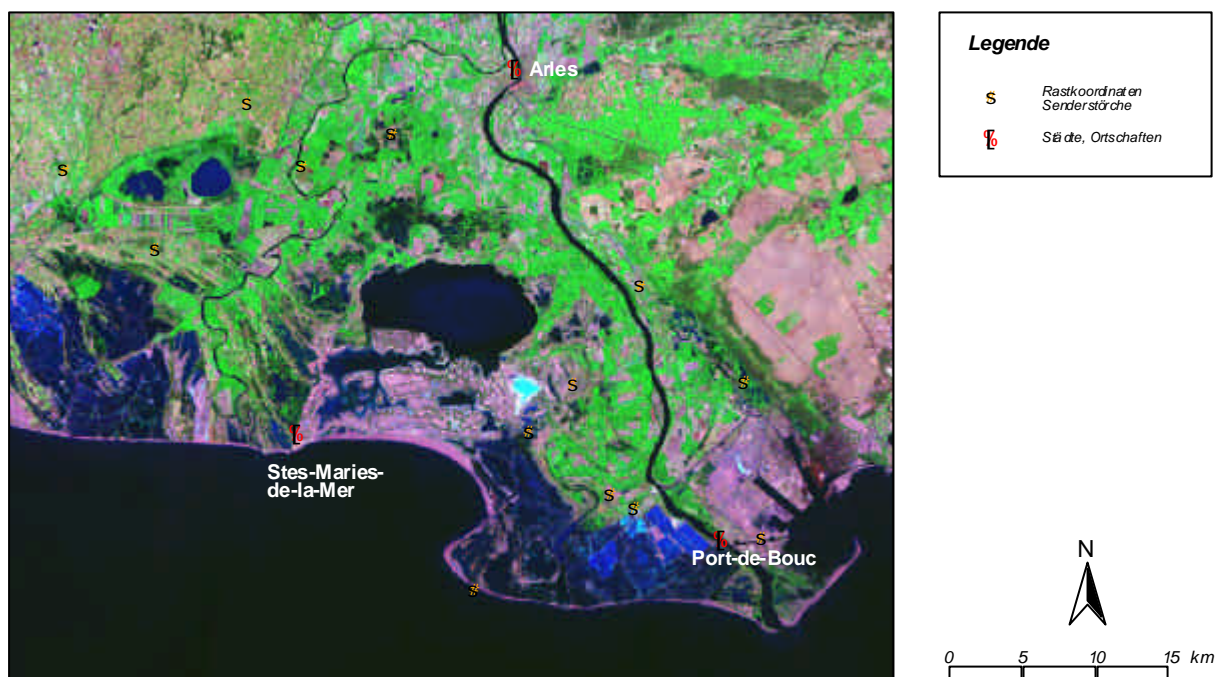 Arles
Stes-Maries-
de-la-Mer
Port-de-Bouc
Legende
Rastkoordinaten
Senderstörche
Städte, Ortschaften
N
0 5 10 15 km